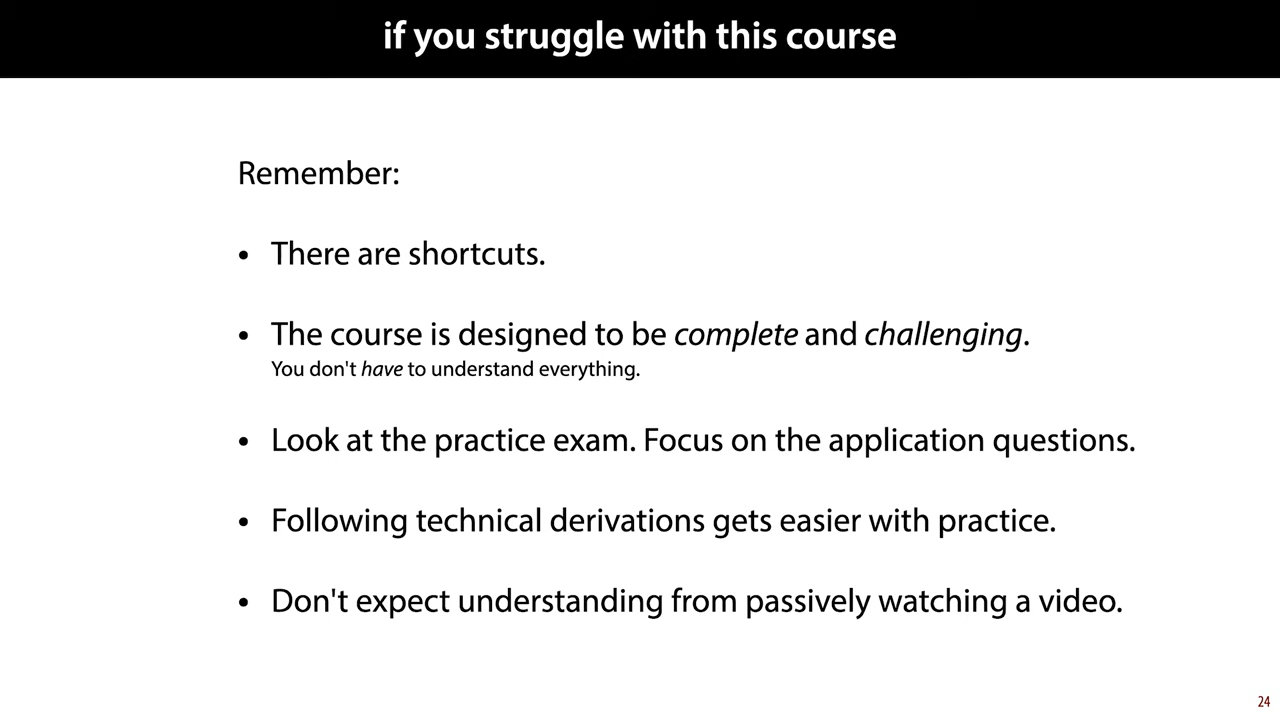 if you struggle with this course
Remember:
• There are shortcuts.
• The course is designed to be complete and challenging.
You don't have to understand everything.
• Look at the practice exam. Focus on the application questions.
• Following technical derivations gets easier with practice.
• Don't expect understanding from passively watching a video.
24